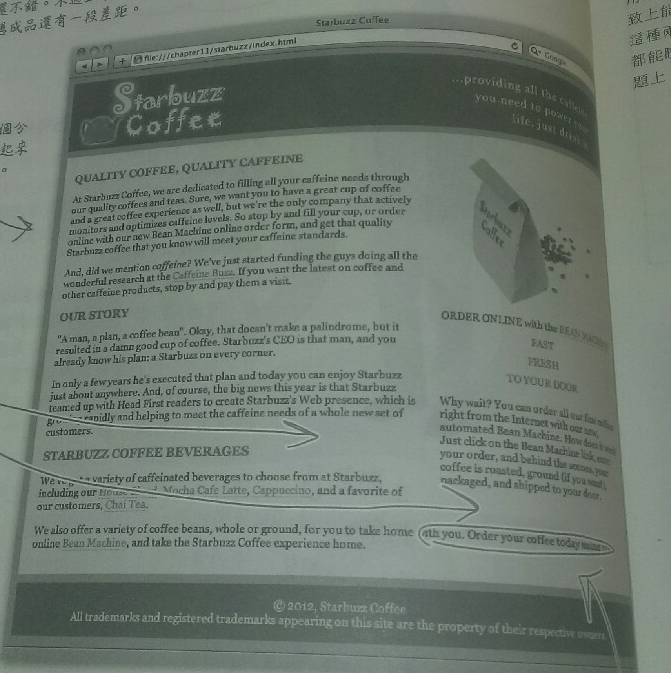 Starbuzz Coffee
file:///chapter11/starbuzz/index.html
Google
Starbuzz
Coffee
...providing all the caffeine
you need to power your
life, just drink it.
QUALITY COFFEE, QUALITY CAFFEINE
At Starbuzz Coffee, we are dedicated to filling all your caffeine needs through
our quality coffees and teas. Sure, we want you to have a great cup of coffee
and a great coffee experience as well, but we're the only company that actively
monitors and optimizes caffeine levels. So stop by and fill your cup, or order
online with our new Bean Machine online order form, and get that quality
Starbuzz coffee that you know will meet your caffeine standards.
And, did we mention caffeine? We've just started funding the guys doing all the
wonderful research at the Caffeine Buzz. If you want the latest on coffee and
other caffeine products, stop by and pay them a visit.
OUR STORY
"A man, a plan, a coffee bean". Okay, that doesn't make a palindrome, but it
resulted in a damn good cup of coffee. Starbuzz's CEO is that man, and you
already know his plan: a Starbuzz on every corner.
In only a few years he's executed that plan and today you can enjoy Starbuzz
just about anywhere. And, of course, the big news this year is that Starbuzz
teamed up with Head First readers to create Starbuzz's Web presence, which is
rapidly and helping to meet the caffeine needs of a whole new set of
customers.
STARBUZZ COFFEE BEVERAGES
We variety of caffeinated beverages to choose from at Starbuzz,
including our House Blend, Mocha Cafe Latte, Cappuccino, and a favorite of
our customers, Chai Tea.
We also offer a variety of coffee beans, whole or ground, for you to take home with you. Order your coffee today
online Bean Machine, and take the Starbuzz Coffee experience home.
Starbuzz
Coffee
ORDER ONLINE with the BEAN MACHINE
FAST
FRESH
TO YOUR DOOR
Why wait? You can order all our fine coffees
right from the Internet with our new,
automated Bean Machine. How does it work?
Just click on the Bean Machine link, enter
your order, and behind the scenes, your
coffee is roasted, ground (if you want),
packaged, and shipped to your door.
© 2012, Starbuzz Coffee
All trademarks and registered trademarks appearing on this site are the property of their respective owners.
還有一段差距。
個分
起來
。
致上能
這種
都能
題上